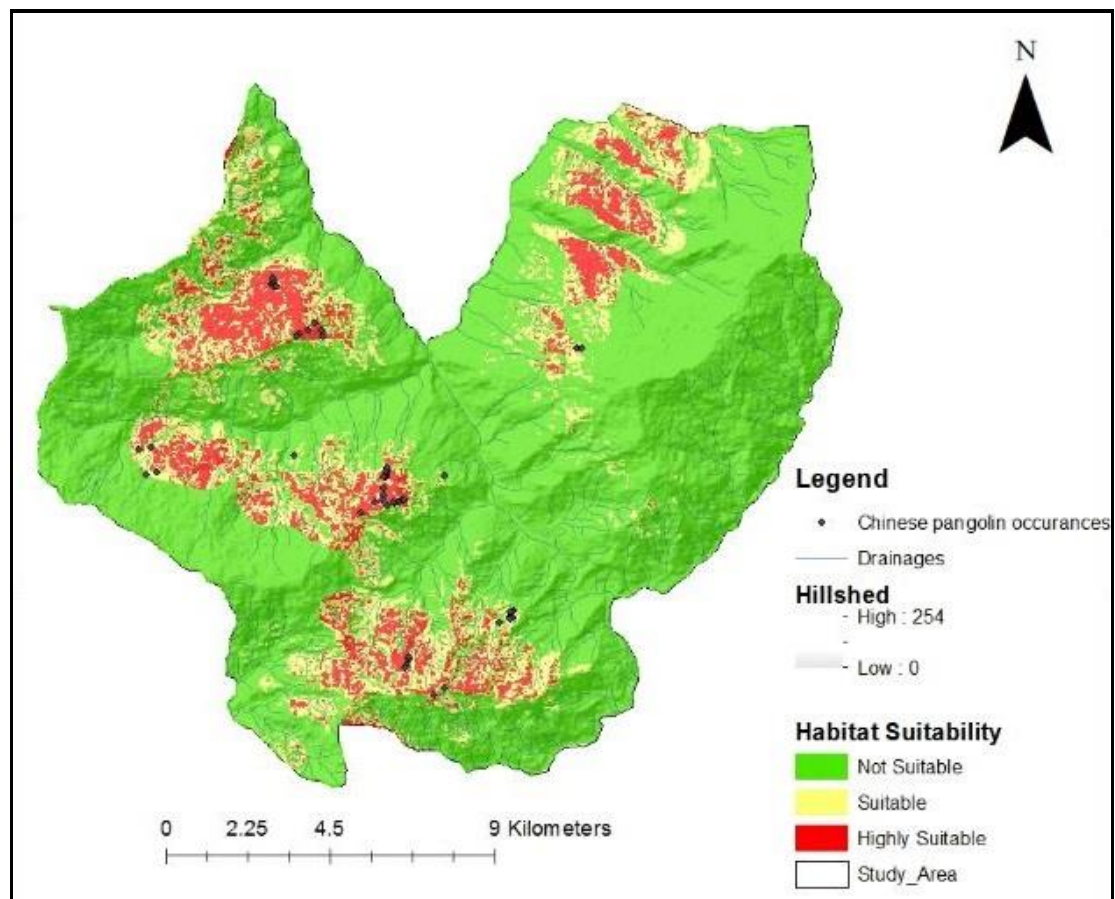 N
Legend
Chinese pangolin occurances
Drainages
Hillshed
High : 254
Low : 0
Habitat Suitability
Not Suitable
Suitable
Highly Suitable
Study_Area
0 2.25 4.5 9 Kilometers